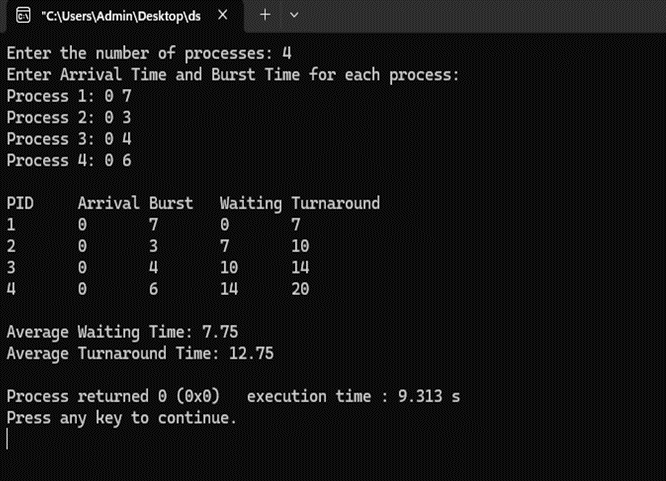 "C:\Users\Admin\Desktop\ds
Enter the number of processes: 4
Enter Arrival Time and Burst Time for each process:
Process 1: 0 7
Process 2: 0 3
Process 3: 0 4
Process 4: 0 6
PID Arrival Burst Waiting Turnaround
1 0 7 0 7
2 0 3 7 10
3 0 4 10 14
4 0 6 14 20
Average Waiting Time: 7.75
Average Turnaround Time: 12.75
Process returned 0 (0x0) execution time : 9.313 s
Press any key to continue.